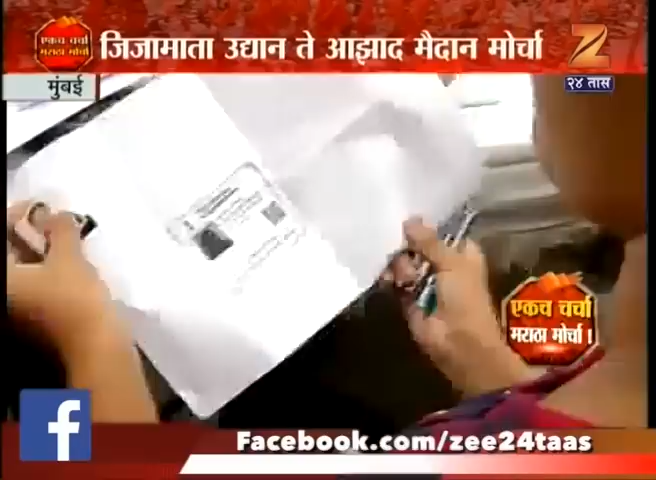 एकच चर्चा
मराठा मोर्चा
जिजामाता उद्यान ते आझाद मैदान मोर्चा
२४ तास
मुंबई
एकच चर्चा
मराठा मोर्चा !
Facebook.com/zee24taas